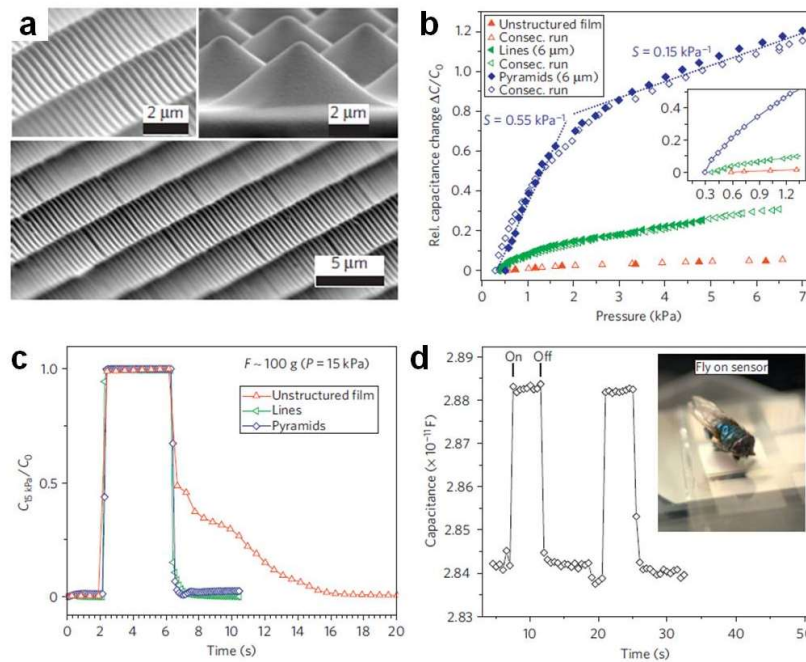 a
2 μm
2 μm
5 μm
b
Unstructured film
Consec. run
Lines (6 μm)
Consec. run
Pyramids (6 μm)
Consec. run
S = 0.15 kPa⁻¹
S = 0.55 kPa⁻¹
Rel. capacitance change ΔC/C₀
1.2
1.0
0.8
0.6
0.4
0.2
0
0 1 2 3 4 5 6 7
Pressure (kPa)
0.4
0.2
0
0.3 0.6 0.9 1.2
c
F ~ 100 g (P = 15 kPa)
Unstructured film
Lines
Pyramids
C₁₅ ₖPₐ/C₀
1.0
0.5
0
0 2 4 6 8 10 12 14 16 18 20
Time (s)
d
On Off
Fly on sensor
Capacitance (× 10⁻¹¹ F)
2.89
2.88
2.87
2.86
2.85
2.84
2.83
10 20 30 40 50
Time (s)